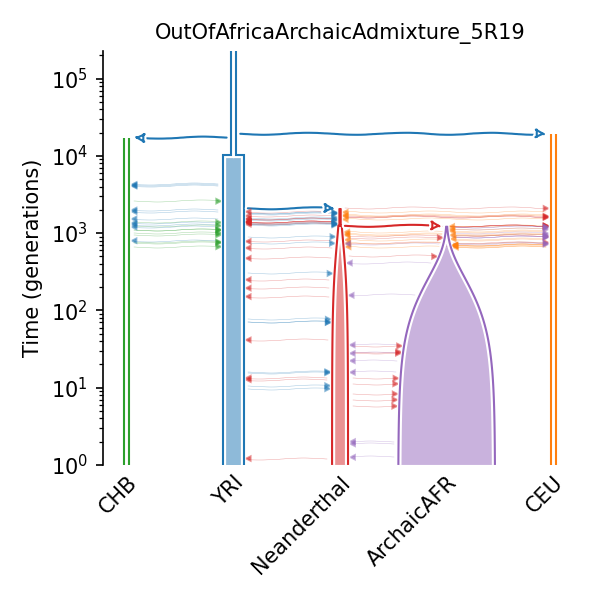 OutOfAfricaArchaicAdmixture_5R19
Time (generations)
10⁵
10⁴
10³
10²
10¹
10⁰
CHB
YRI
Neanderthal
ArchaicAFR
CEU